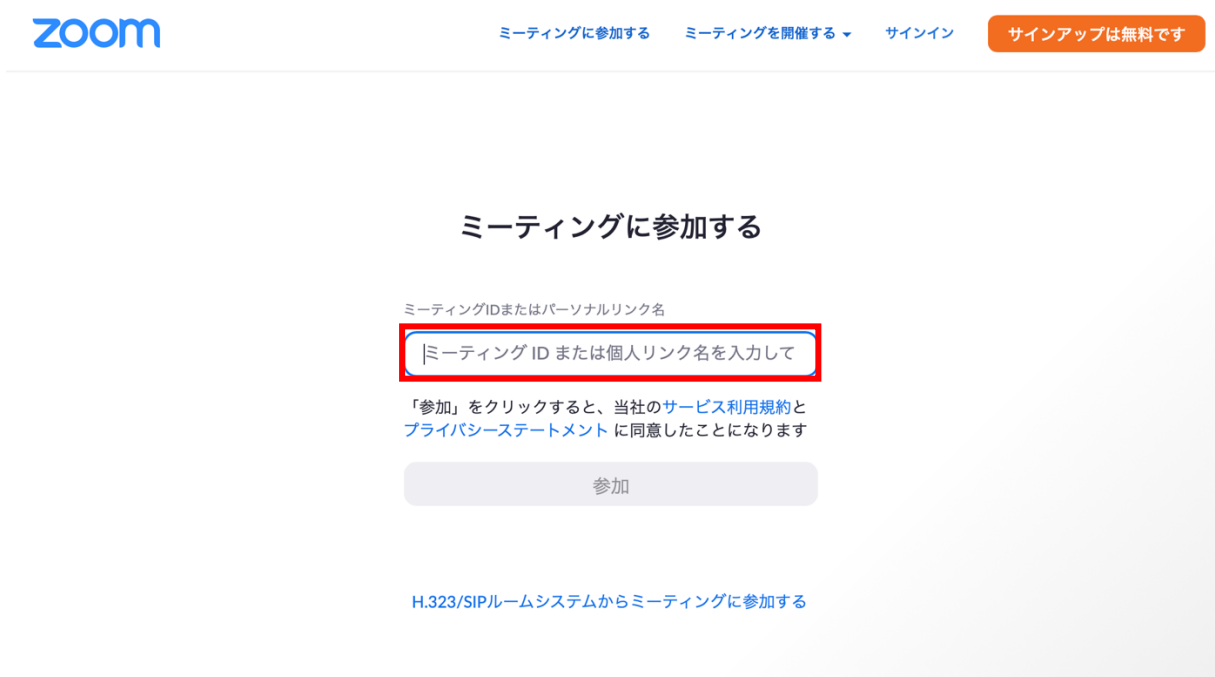 zoom
ミーティングに参加する
ミーティングを開催する
サインイン
サインアップは無料です
ミーティングに参加する
ミーティングIDまたはパーソナルリンク名
ミーティング ID または個人リンク名を入力して
「参加」をクリックすると、当社のサービス利用規約と
プライバシーステートメント に同意したことになります
参加
H.323/SIPルームシステムからミーティングに参加する